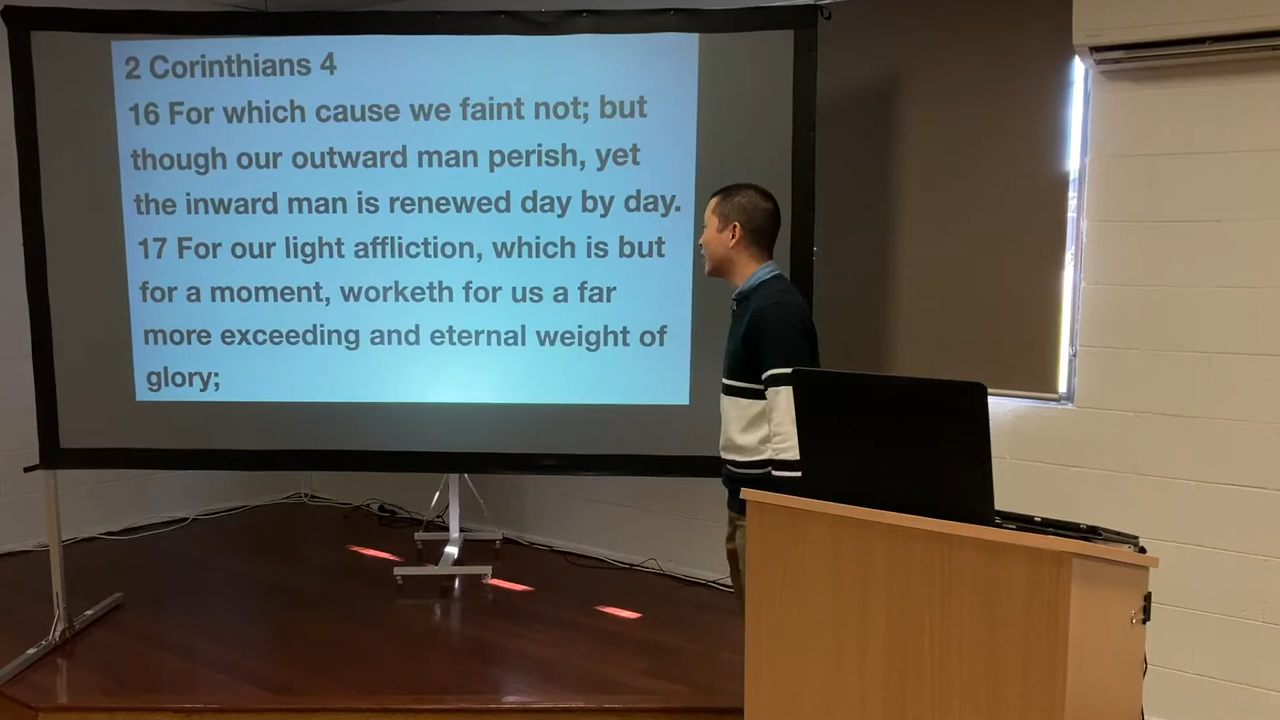 2 Corinthians 4
16 For which cause we faint not; but
though our outward man perish, yet
the inward man is renewed day by day.
17 For our light affliction, which is but
for a moment, worketh for us a far
more exceeding and eternal weight of
glory;